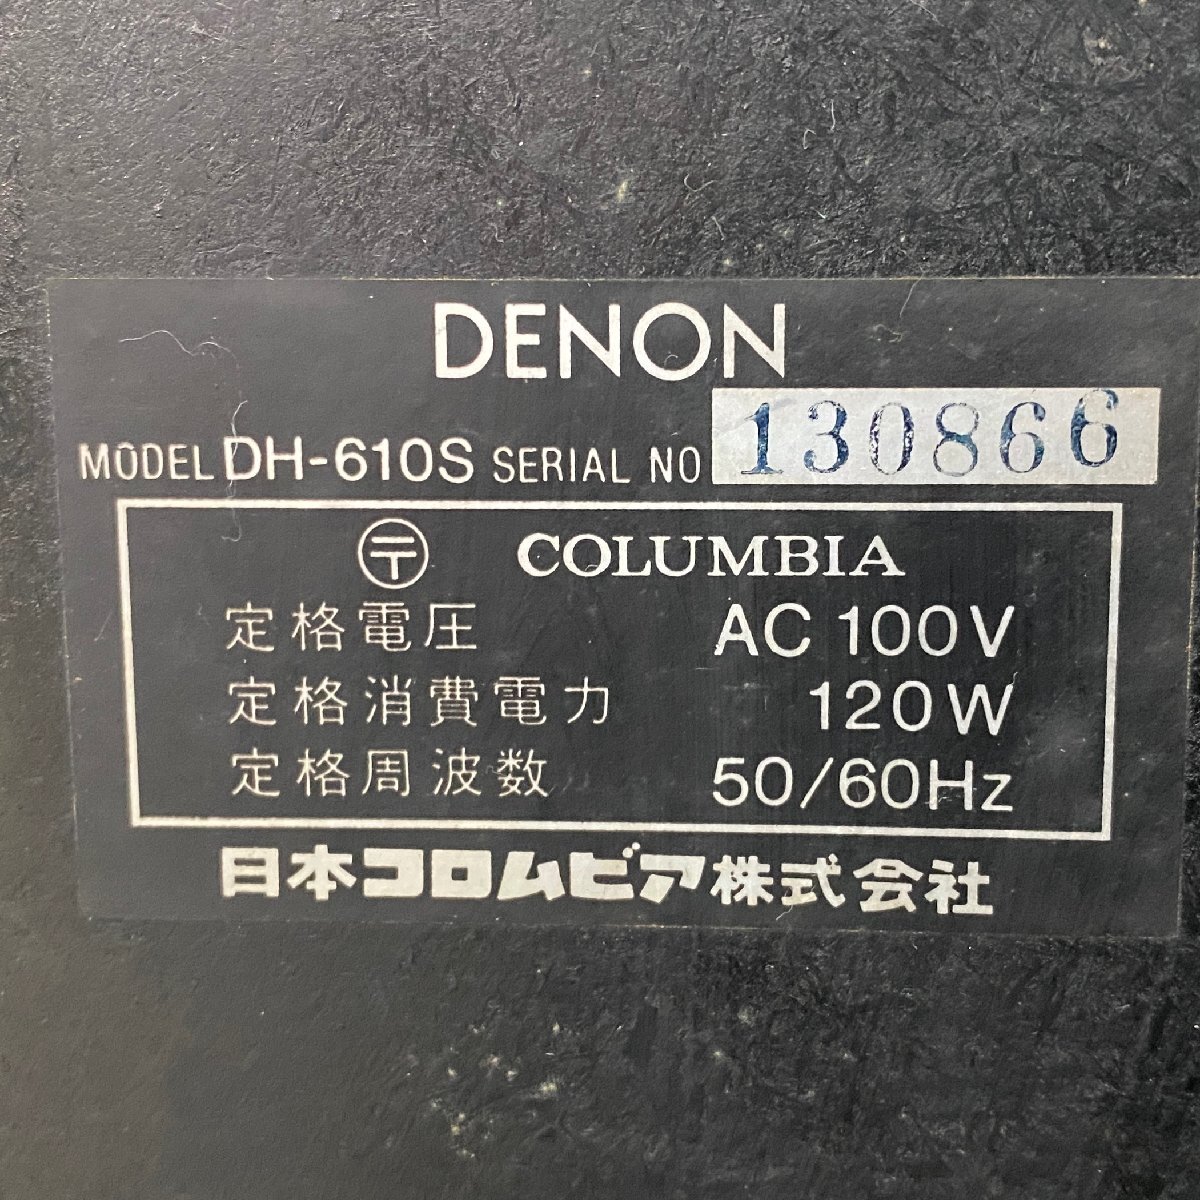 DENON
MODEL DH-610S SERIAL NO 130866
〒 COLUMBIA
定格電圧 AC 100V
定格消費電力 120W
定格周波数 50/60Hz
日本コロムビア株式会社